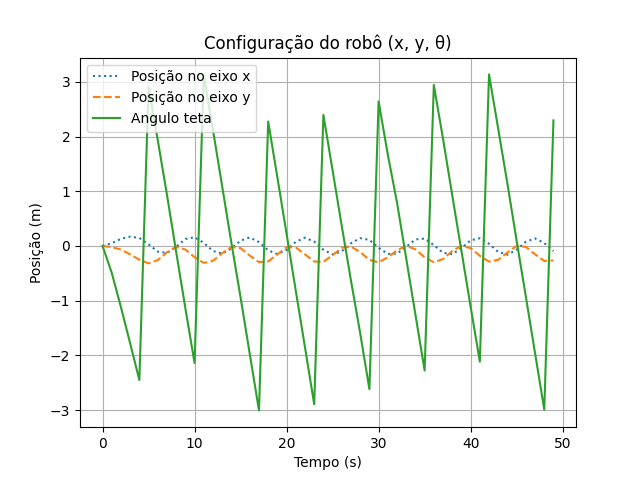 Configuração do robô (x, y, θ)
Posição no eixo x
Posição no eixo y
Angulo teta
Posição (m)
3
2
1
0
−1
−2
−3
0 10 20 30 40 50
Tempo (s)